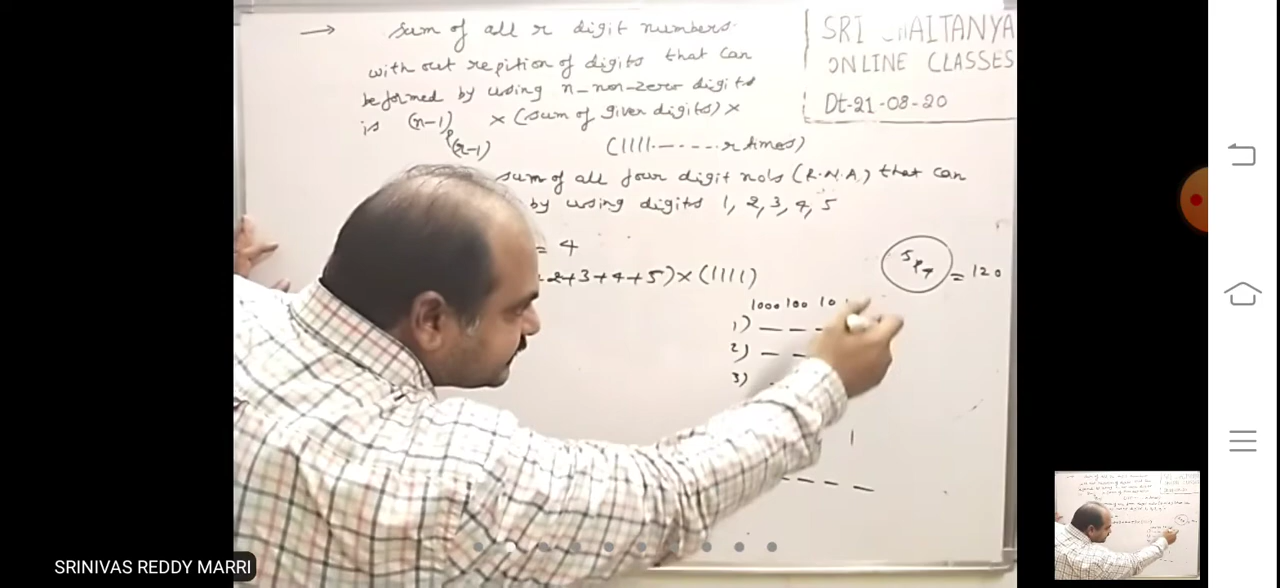 → Sum of all r digit numbers
with out repition of digits that can
be formed by using n-non-zero digits
is (n-1)P(r-1) × (sum of given digits) ×
(1111------r times)
SRI CHAITANYA
ONLINE CLASSES
Dt-21-08-20
sum of all four digit no's (R.N.A.) that can
by using digits 1, 2, 3, 4, 5
= 4
2+3+4+5)×(1111)
5P4 = 120
1000 100 10
1) — — —
2) — —
3)
1
— — — —
SRINIVAS REDDY MARRI